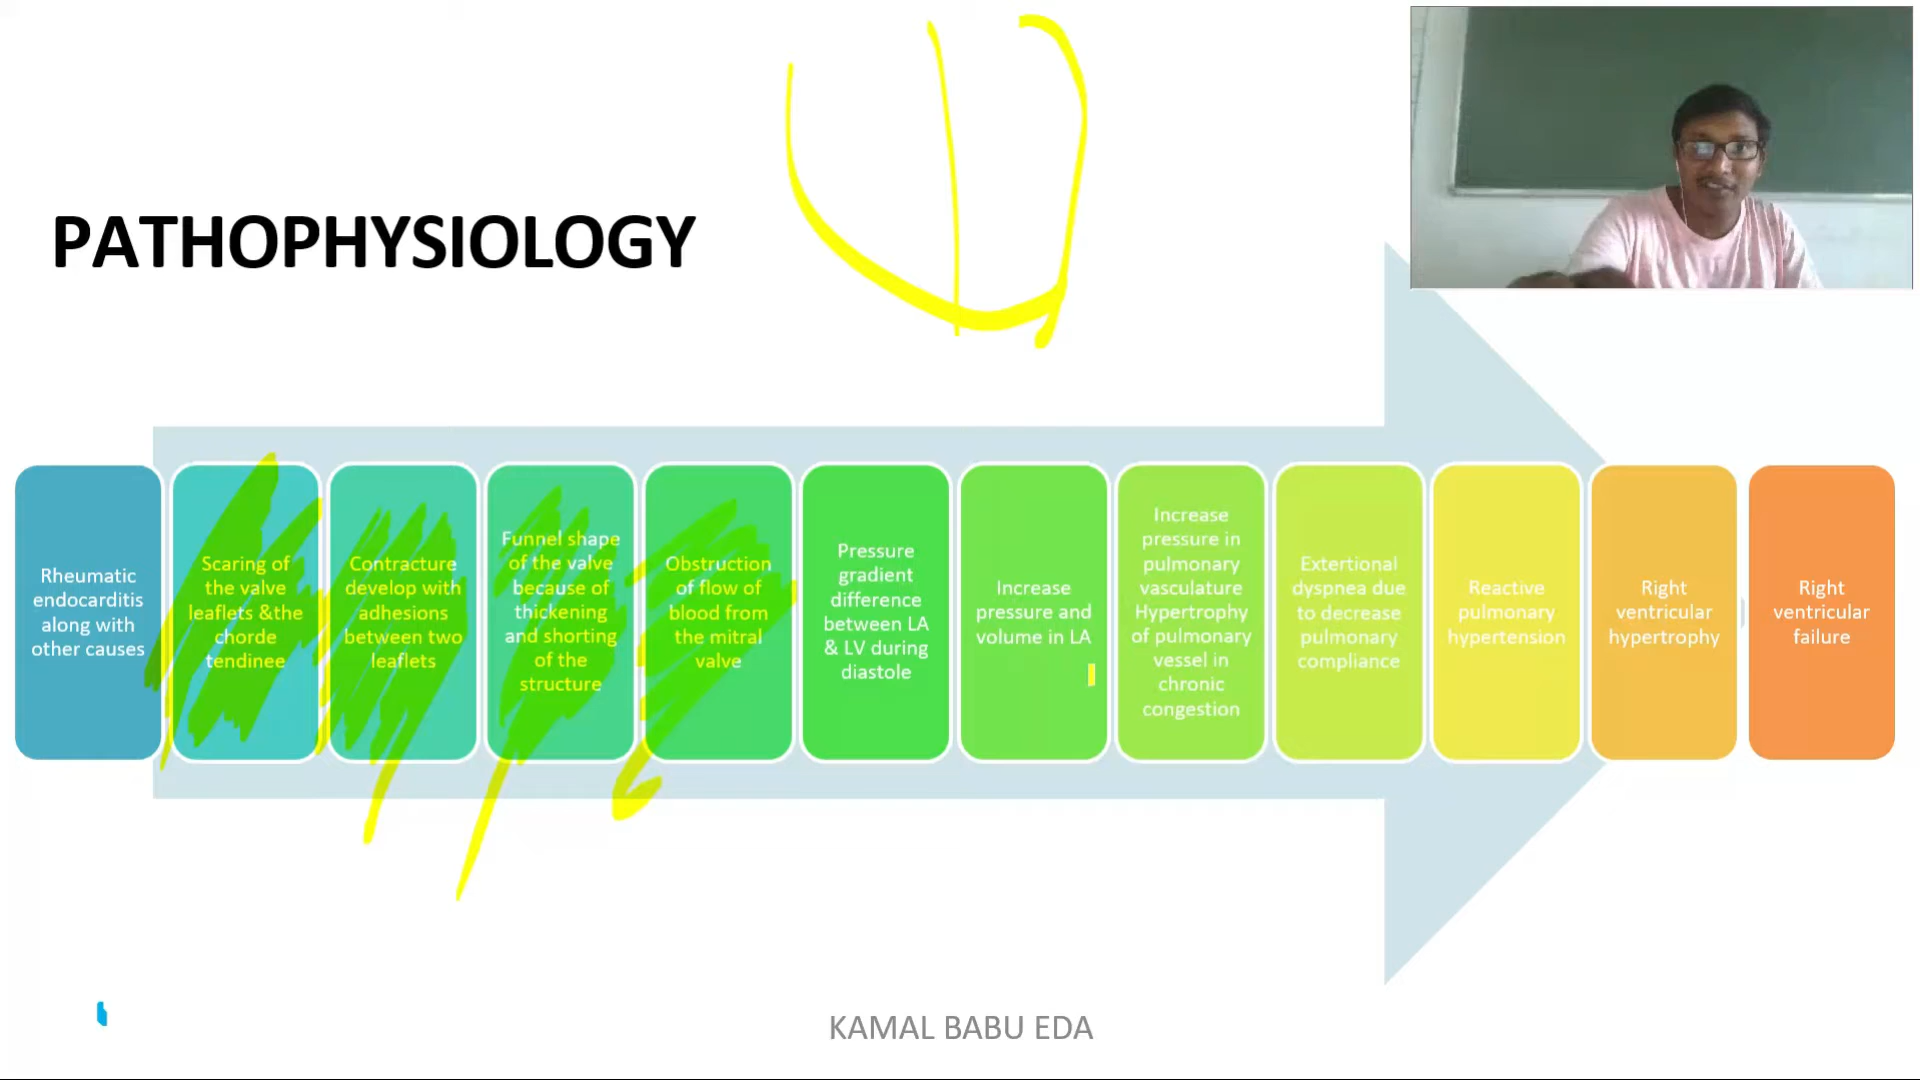 PATHOPHYSIOLOGY
Rheumatic
endocarditis
along with
other causes
Scaring of
the valve
leaflets &the
chorde
tendinee
Contracture
develop with
adhesions
between two
leaflets
Funnel shape
of the valve
because of
thickening
and shorting
of the
structure
Obstruction
of flow of
blood from
the mitral
valve
Pressure
gradient
difference
between LA
& LV during
diastole
Increase
pressure and
volume in LA
Increase
pressure in
pulmonary
vasculature
Hypertrophy
of pulmonary
vessel in
chronic
congestion
Extertional
dyspnea due
to decrease
pulmonary
compliance
Reactive
pulmonary
hypertension
Right
ventricular
hypertrophy
Right
ventricular
failure
KAMAL BABU EDA